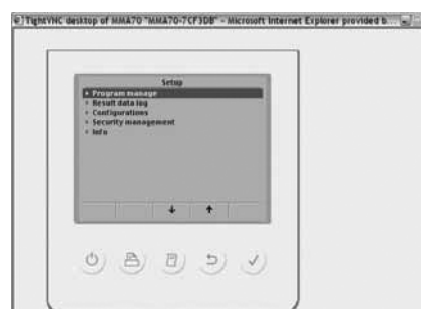 TightVNC desktop of MMA70 "MMA70-7CF3DB" - Microsoft Internet Explorer provided b...
Setup
Program manage
Result data log
Configurations
Security management
Info